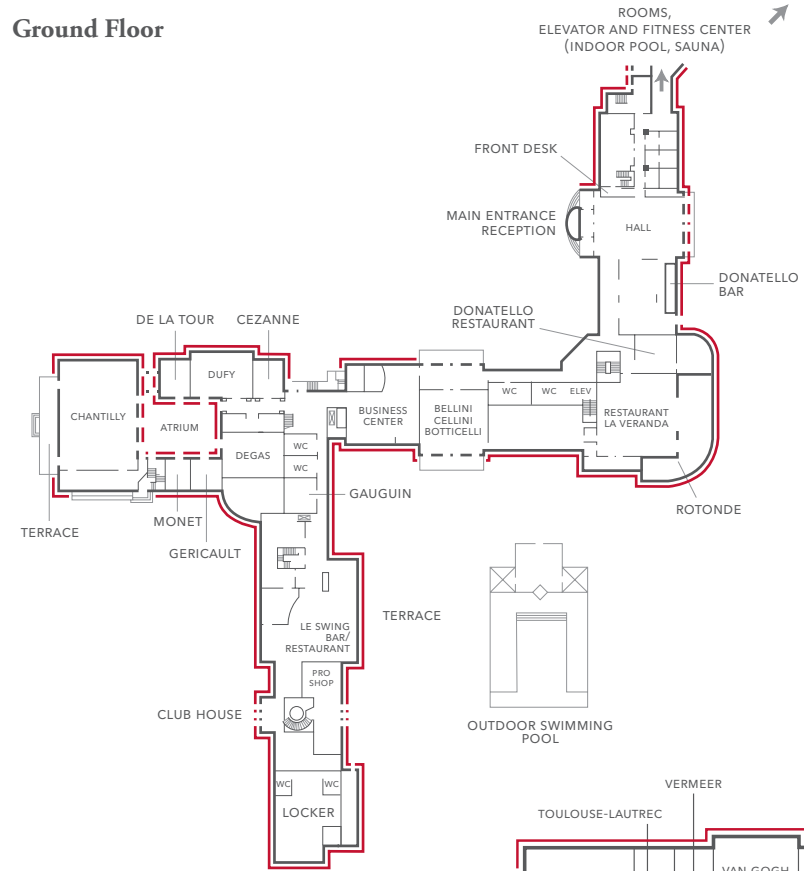 Ground Floor
ROOMS,
ELEVATOR AND FITNESS CENTER
(INDOOR POOL, SAUNA)
FRONT DESK
MAIN ENTRANCE
RECEPTION
HALL
DONATELLO
BAR
DONATELLO
RESTAURANT
DE LA TOUR
CEZANNE
DUFY
CHANTILLY
ATRIUM
BUSINESS
CENTER
BELLINI
CELLINI
BOTTICELLI
WC
WC
ELEV
RESTAURANT
LA VERANDA
DEGAS
WC
WC
GAUGUIN
ROTONDE
MONET
TERRACE
GERICAULT
TERRACE
LE SWING
BAR/
RESTAURANT
PRO
SHOP
CLUB HOUSE
OUTDOOR SWIMMING
POOL
WC
WC
LOCKER
VERMEER
TOULOUSE-LAUTREC
VAN GOGH